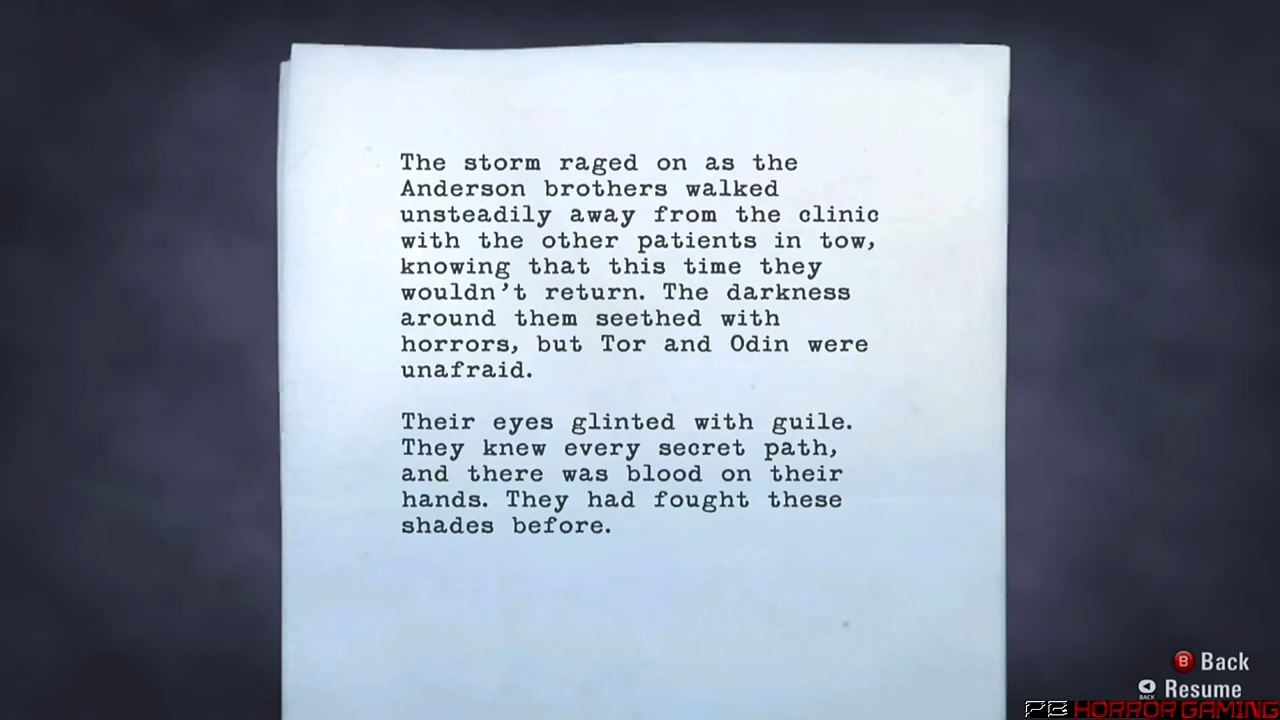 The storm raged on as the
Anderson brothers walked
unsteadily away from the clinic
with the other patients in tow,
knowing that this time they
wouldn't return. The darkness
around them seethed with
horrors, but Tor and Odin were
unafraid.
Their eyes glinted with guile.
They knew every secret path,
and there was blood on their
hands. They had fought these
shades before.
B Back
BACK Resume
PS HORROR GAMING